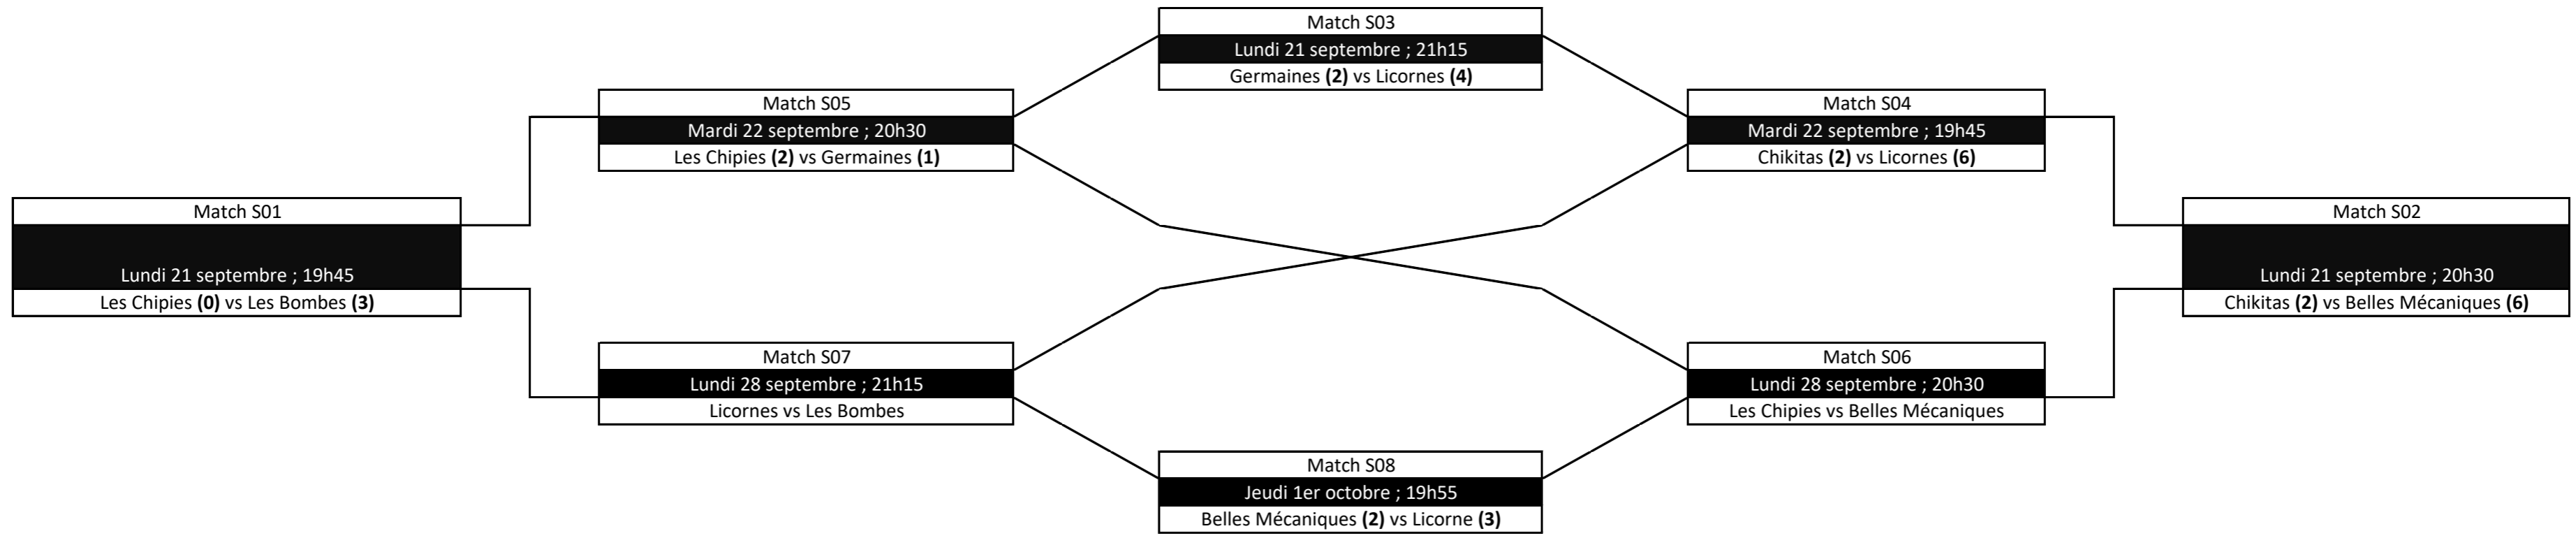 Match S03
Lundi 21 septembre ; 21h15
Germaines (2) vs Licornes (4)
Match S05
Mardi 22 septembre ; 20h30
Les Chipies (2) vs Germaines (1)
Match S04
Mardi 22 septembre ; 19h45
Chikitas (2) vs Licornes (6)
Match S01
Lundi 21 septembre ; 19h45
Les Chipies (0) vs Les Bombes (3)
Match S02
Lundi 21 septembre ; 20h30
Chikitas (2) vs Belles Mécaniques (6)
Match S07
Lundi 28 septembre ; 21h15
Licornes vs Les Bombes
Match S06
Lundi 28 septembre ; 20h30
Les Chipies vs Belles Mécaniques
Match S08
Jeudi 1er octobre ; 19h55
Belles Mécaniques (2) vs Licorne (3)